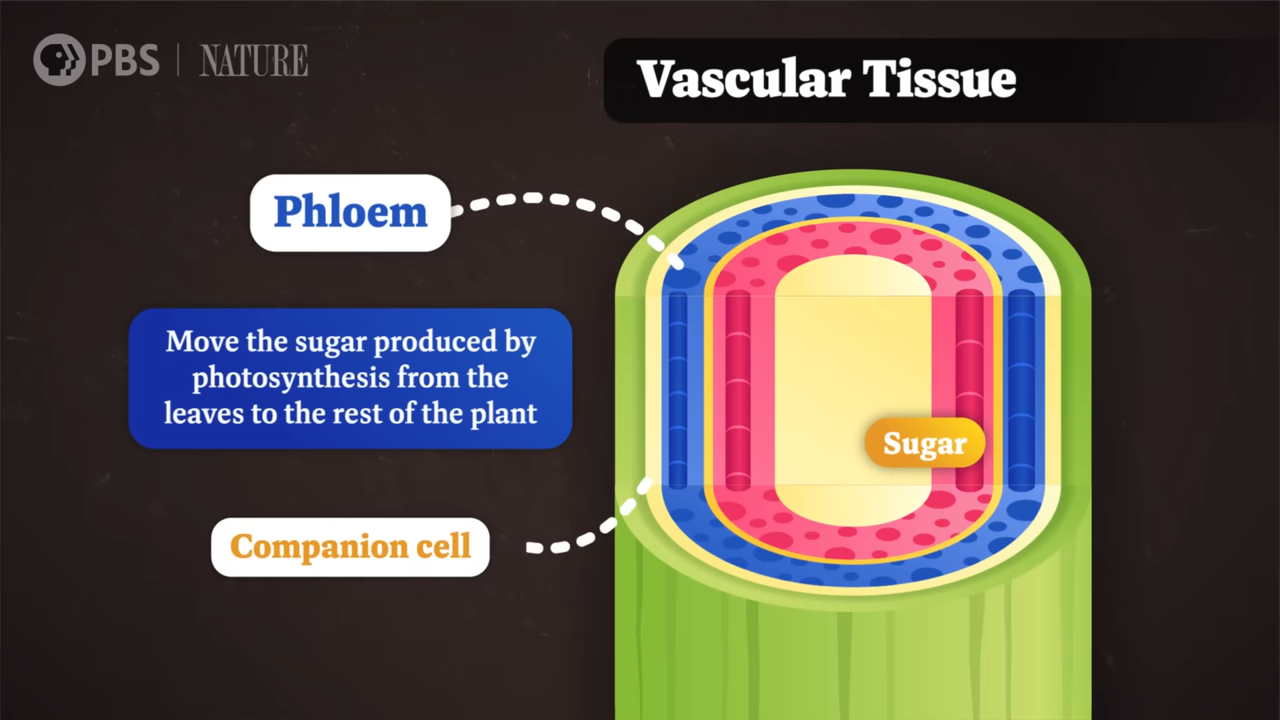 PBS | NATURE
Vascular Tissue
Phloem
Move the sugar produced by
photosynthesis from the
leaves to the rest of the plant
Sugar
Companion cell